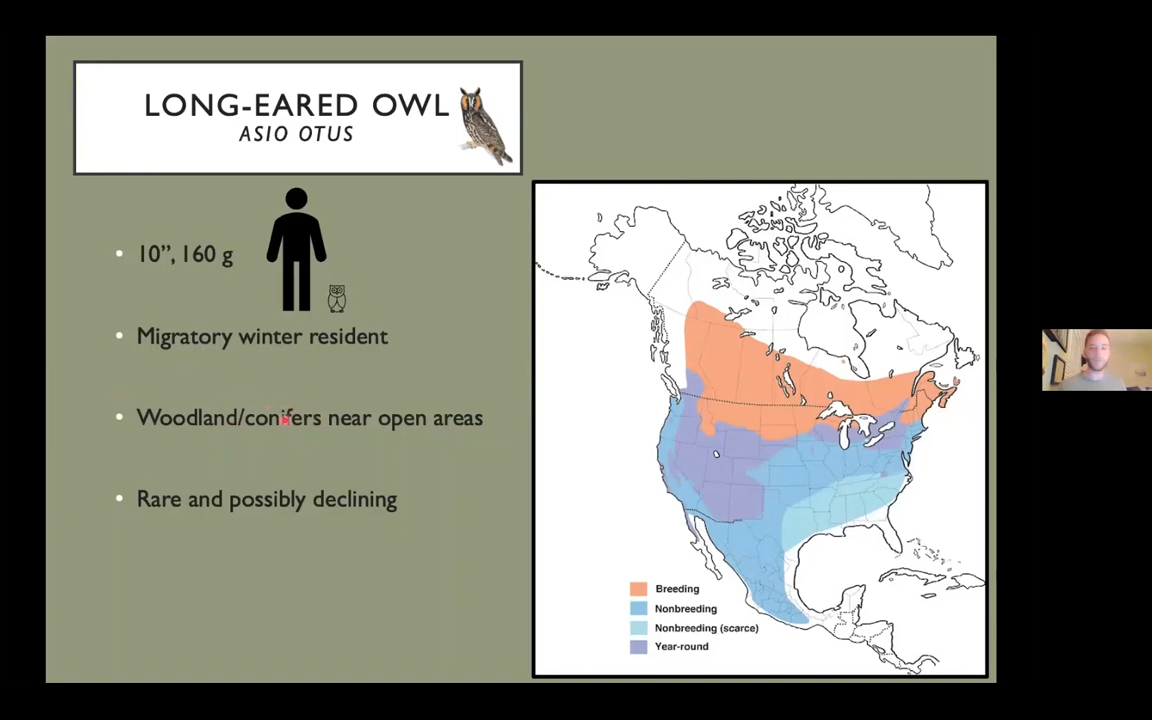 LONG-EARED OWL
ASIO OTUS
• 10”, 160 g
• Migratory winter resident
• Woodland/conifers near open areas
• Rare and possibly declining
Breeding
Nonbreeding
Nonbreeding (scarce)
Year-round